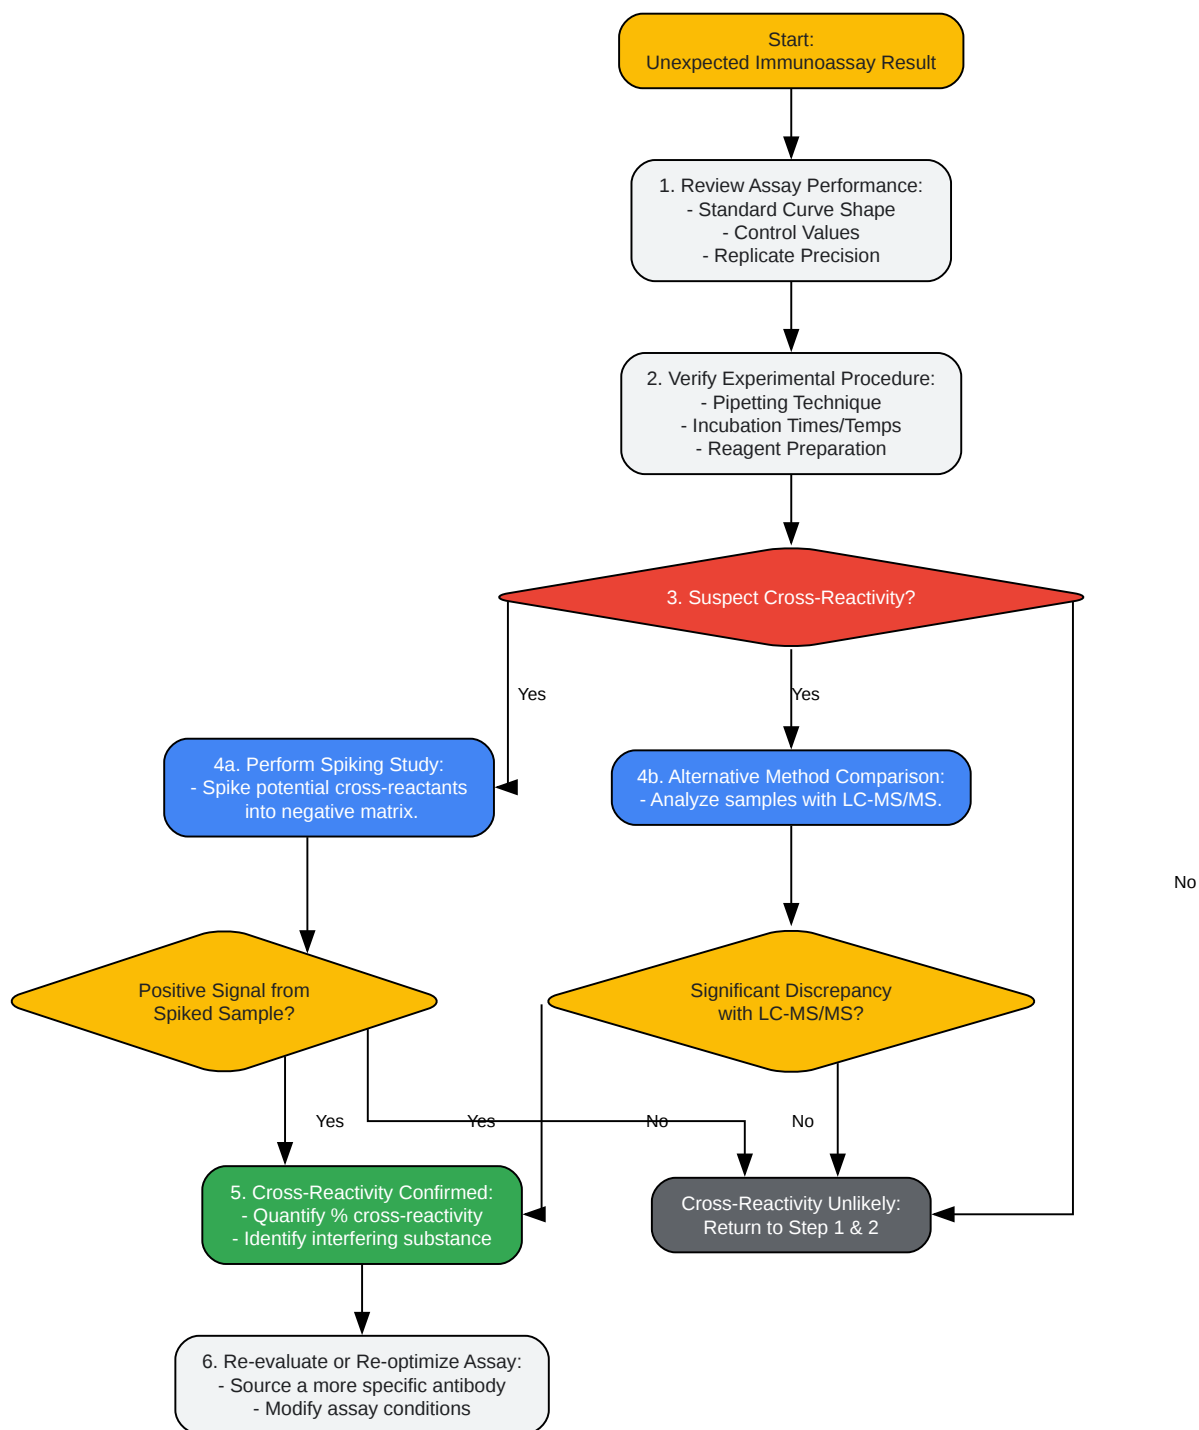 Start:
Unexpected Immunoassay Result
1. Review Assay Performance:
- Standard Curve Shape
- Control Values
- Replicate Precision
2. Verify Experimental Procedure:
- Pipetting Technique
- Incubation Times/Temps
- Reagent Preparation
3. Suspect Cross-Reactivity?
Yes
Yes
4a. Perform Spiking Study:
- Spike potential cross-reactants
into negative matrix.
4b. Alternative Method Comparison:
- Analyze samples with LC-MS/MS.
No
Positive Signal from
Spiked Sample?
Significant Discrepancy
with LC-MS/MS?
Yes
Yes
No
No
5. Cross-Reactivity Confirmed:
- Quantify % cross-reactivity
- Identify interfering substance
Cross-Reactivity Unlikely:
Return to Step 1 & 2
6. Re-evaluate or Re-optimize Assay:
- Source a more specific antibody
- Modify assay conditions